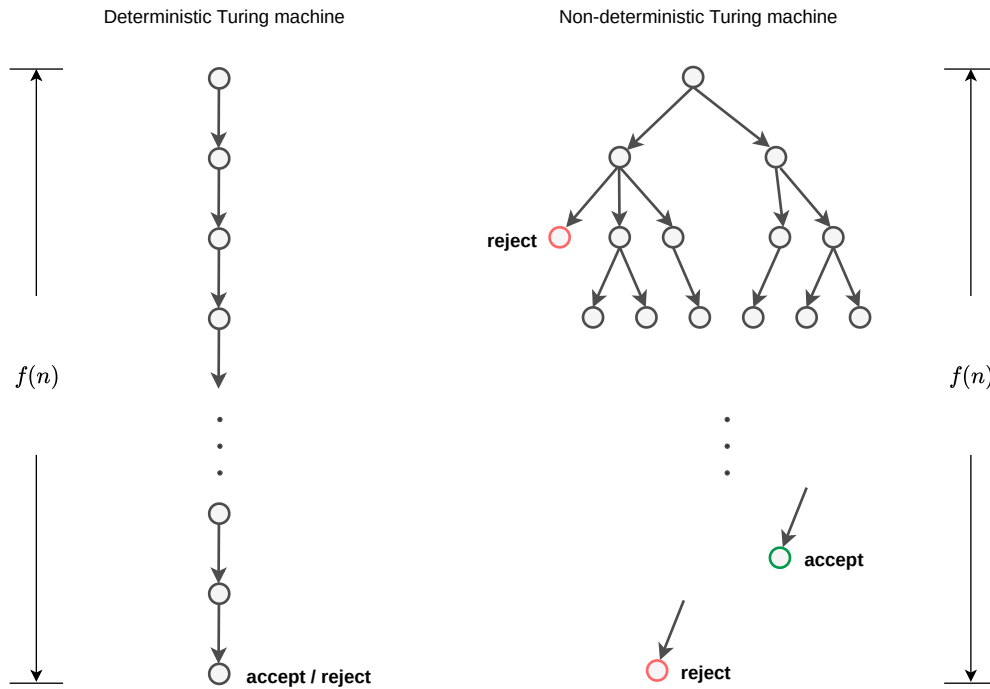 Deterministic Turing machine
Non-deterministic Turing machine
reject
f(n)
f(n)
accept
reject
accept / reject